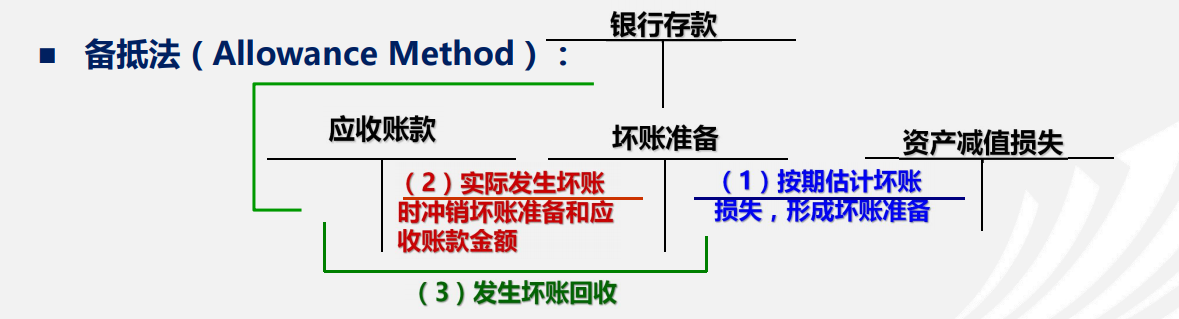 银行存款
■ 备抵法（Allowance Method）：
应收账款
坏账准备
资产减值损失
（2）实际发生坏账
时冲销坏账准备和应
收账款金额
（1）按期估计坏账
损失，形成坏账准备
（3）发生坏账回收